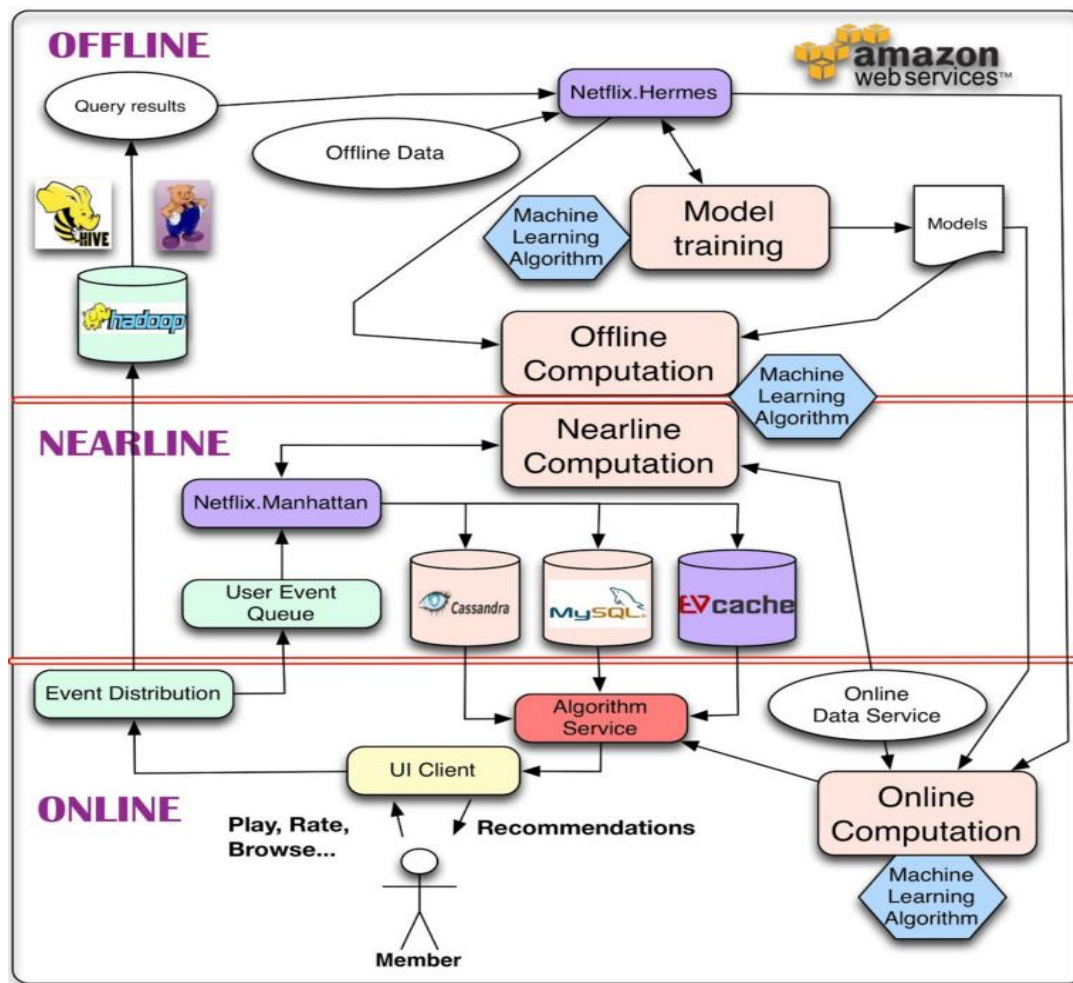 OFFLINE
amazon
web services™
Query results
Netflix.Hermes
Offline Data
HIVE
Machine
Learning
Algorithm
Model
training
Models
hadoop
Offline
Computation
Machine
Learning
Algorithm
NEARLINE
Nearline
Computation
Netflix.Manhattan
User Event
Queue
Cassandra
MySQL®
EVcache
Event Distribution
Algorithm
Service
Online
Data Service
UI Client
ONLINE
Play, Rate,
Browse...
Recommendations
Online
Computation
Machine
Learning
Algorithm
Member